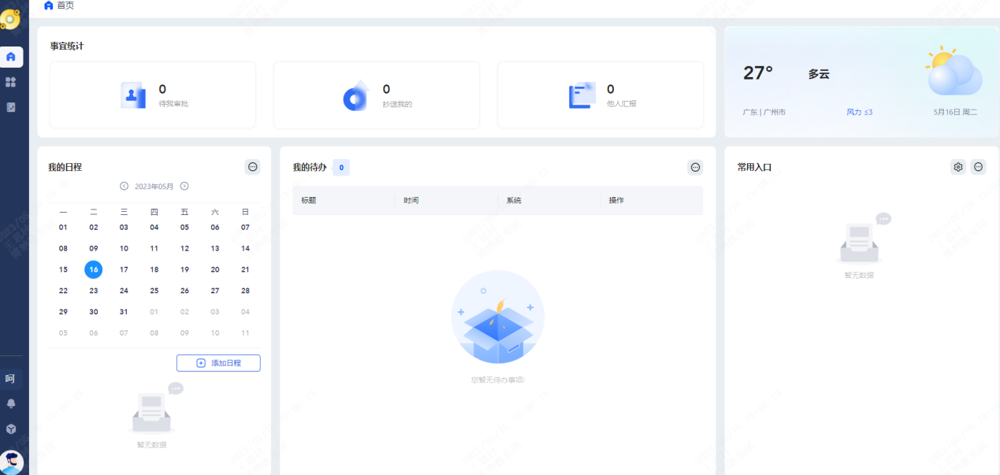 首页
事宜统计
0
待我审批
0
抄送我的
0
他人汇报
27°
多云
广东 | 广州市
风力 ≤3
5月16日 周二
我的日程
2023年05月
一 二 三 四 五 六 日
01 02 03 04 05 06 07
08 09 10 11 12 13 14
15 16 17 18 19 20 21
22 23 24 25 26 27 28
29 30 31 01 02 03 04
05 06 07 08 09 10 11
添加日程
暂无数据
我的待办 0
标题 时间 系统 操作
您暂无待办事项!
常用入口
暂无数据
呵